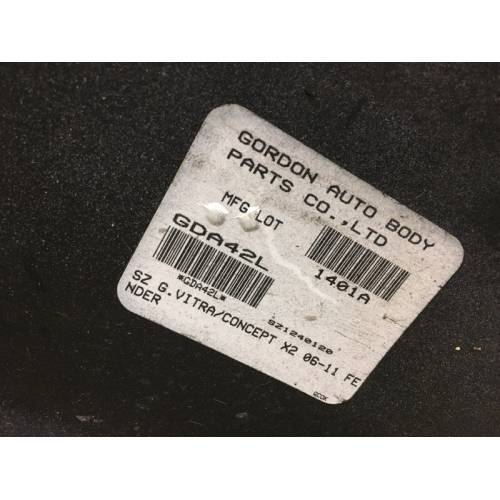 GORDON AUTO BODY
PARTS CO.,LTD
MFG LOT
1401A
GDA42L
*GDA42L*
SZ1240120
SZ G.VITRA/CONCEPT X2 06-11 FE
NDER